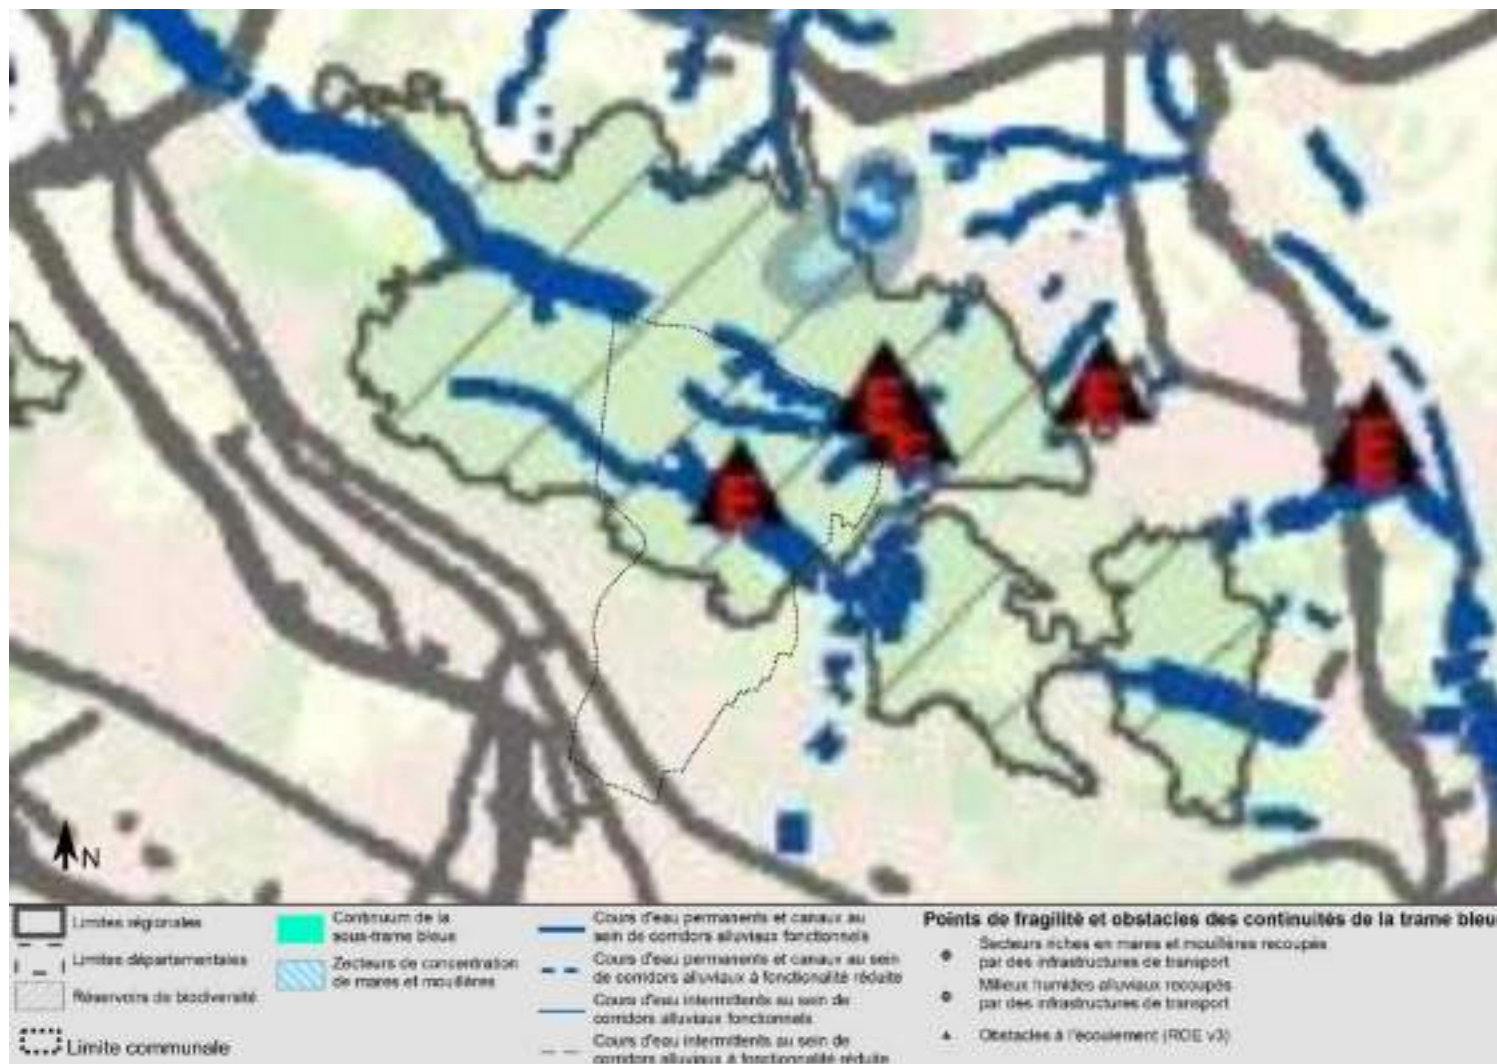 E
E
E
E
E
N
Limites régionales
Limites départementales
Réservoirs de biodiversité
Limite communale
Continuum de la
sous-trame bleue
Zecteurs de concentration
de mares et mouillères
Cours d'eau permanents et canaux au
sein de corridors alluviaux fonctionnels
Cours d'eau permanents et canaux au sein
de corridors alluviaux à fonctionalité réduite
Cours d'eau intermittents au sein de
corridors alluviaux fonctionnels
Cours d'eau intermittents au sein de
corridors alluviaux à fonctionalité réduite
Points de fragilité et obstacles des continuités de la trame bleue
Secteurs riches en mares et mouillères recoupés
par des infrastructures de transport
Milieux humides alluviaux recoupés
par des infrastructures de transport
Obstacles à l'écoulement (ROE v3)